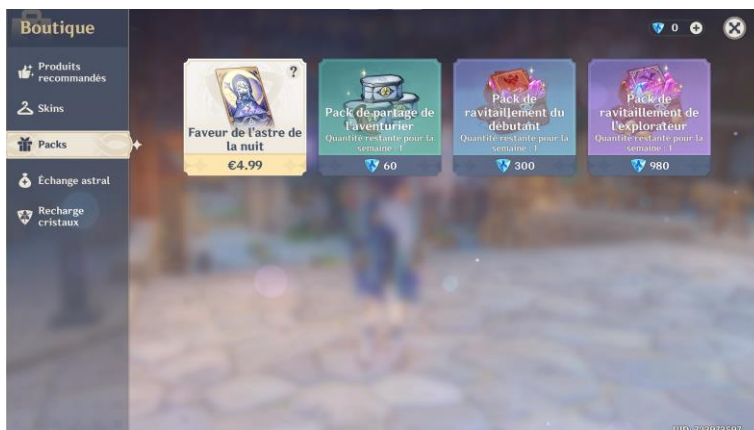 Boutique
0
Produits
recommandés
Skins
Packs
Échange astral
Recharge
cristaux
?
Faveur de l'astre de
la nuit
€4.99
Pack de partage de
l'aventurier
Quantité restante pour la
semaine : 1
60
Pack de
ravitaillement du
débutant
Quantité restante pour la
semaine : 1
300
Pack de
ravitaillement de
l'explorateur
Quantité restante pour la
semaine : 1
980